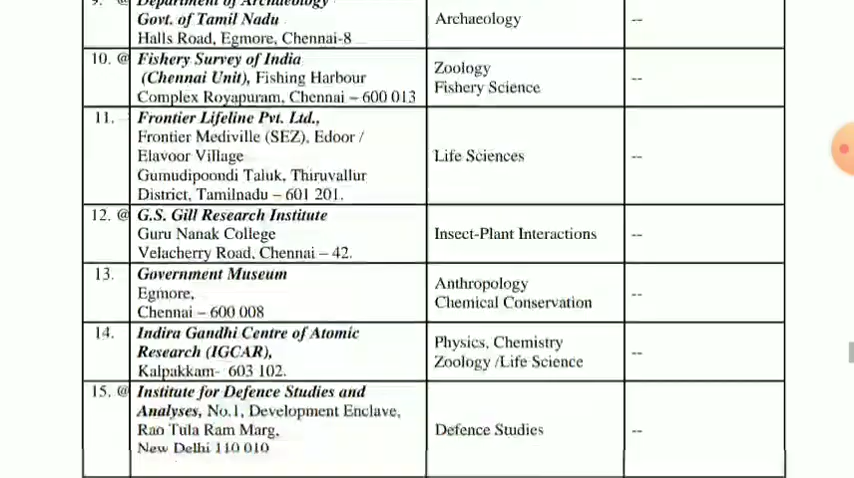 9. @ Department of Archaeology
Govt. of Tamil Nadu
Halls Road, Egmore, Chennai-8
Archaeology
--
10. @ Fishery Survey of India
(Chennai Unit), Fishing Harbour
Complex Royapuram, Chennai – 600 013
Zoology
Fishery Science
--
11. Frontier Lifeline Pvt. Ltd.,
Frontier Mediville (SEZ), Edoor /
Elavoor Village
Gumudipoondi Taluk, Thiruvallur
District, Tamilnadu – 601 201.
Life Sciences
--
12. @ G.S. Gill Research Institute
Guru Nanak College
Velacherry Road, Chennai – 42.
Insect-Plant Interactions
--
13. Government Museum
Egmore,
Chennai – 600 008
Anthropology
Chemical Conservation
--
14. Indira Gandhi Centre of Atomic
Research (IGCAR),
Kalpakkam- 603 102.
Physics, Chemistry
Zoology /Life Science
--
15. @ Institute for Defence Studies and
Analyses, No.1, Development Enclave,
Rao Tula Ram Marg,
New Delhi 110 010
Defence Studies
--